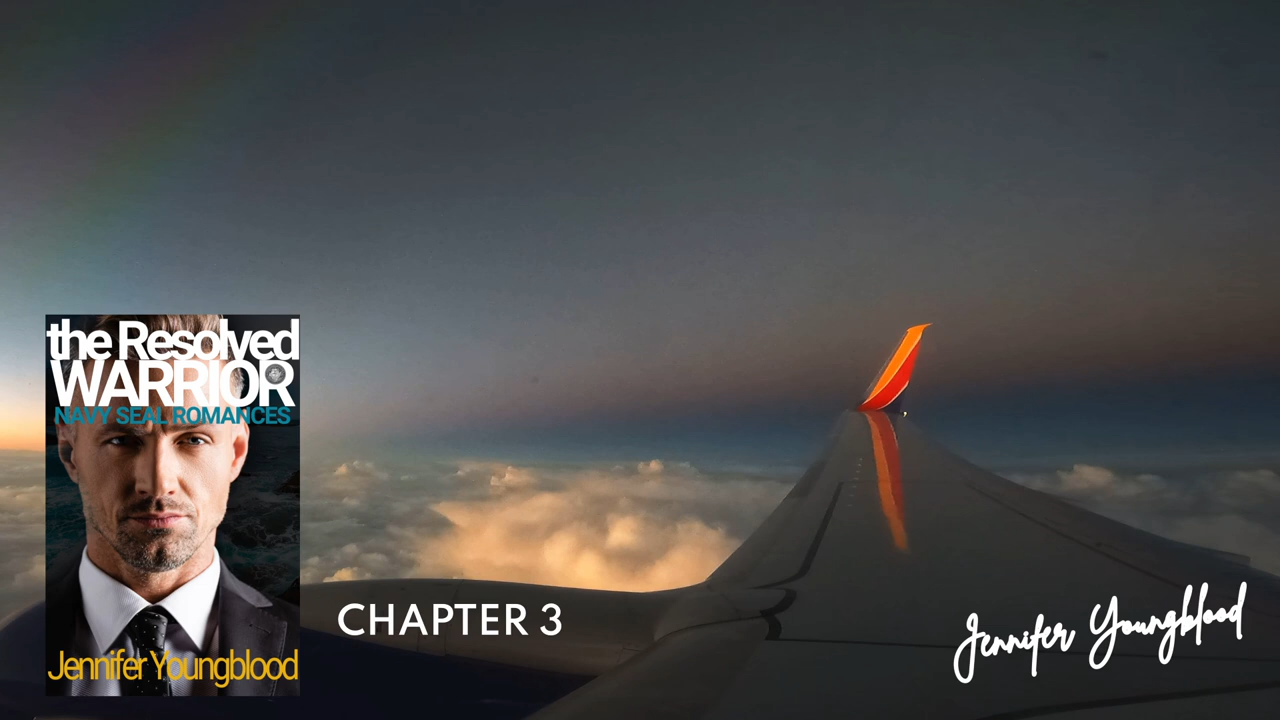 the Resolved
WARRIOR
NAVY SEAL ROMANCES
Jennifer Youngblood
CHAPTER 3
Jennifer Youngblood